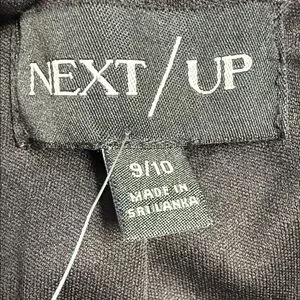 NEXT/UP
9/10
MADE IN
SRI LANKA